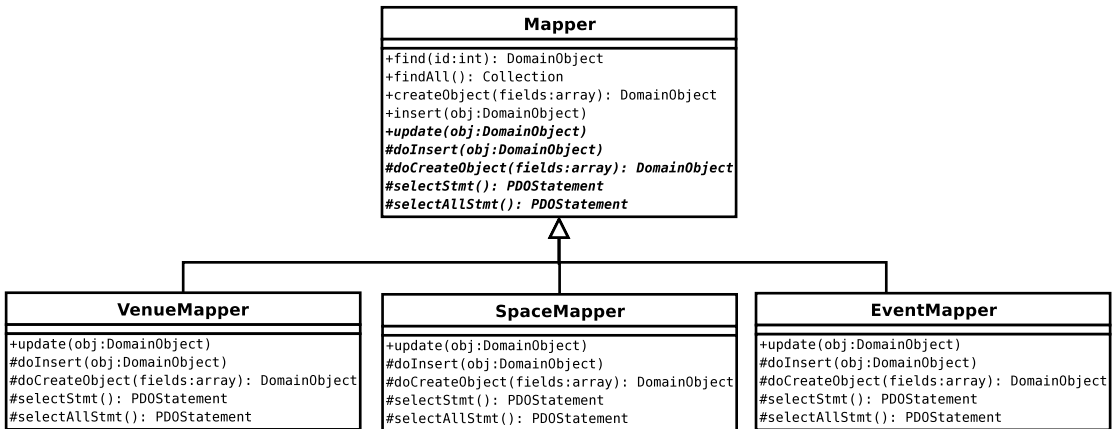 Mapper
+find(id:int): DomainObject
+findAll(): Collection
+createObject(fields:array): DomainObject
+insert(obj:DomainObject)
+update(obj:DomainObject)
#doInsert(obj:DomainObject)
#doCreateObject(fields:array): DomainObject
#selectStmt(): PDOStatement
#selectAllStmt(): PDOStatement
VenueMapper
+update(obj:DomainObject)
#doInsert(obj:DomainObject)
#doCreateObject(fields:array): DomainObject
#selectStmt(): PDOStatement
#selectAllStmt(): PDOStatement
SpaceMapper
+update(obj:DomainObject)
#doInsert(obj:DomainObject)
#doCreateObject(fields:array): DomainObject
#selectStmt(): PDOStatement
#selectAllStmt(): PDOStatement
EventMapper
+update(obj:DomainObject)
#doInsert(obj:DomainObject)
#doCreateObject(fields:array): DomainObject
#selectStmt(): PDOStatement
#selectAllStmt(): PDOStatement